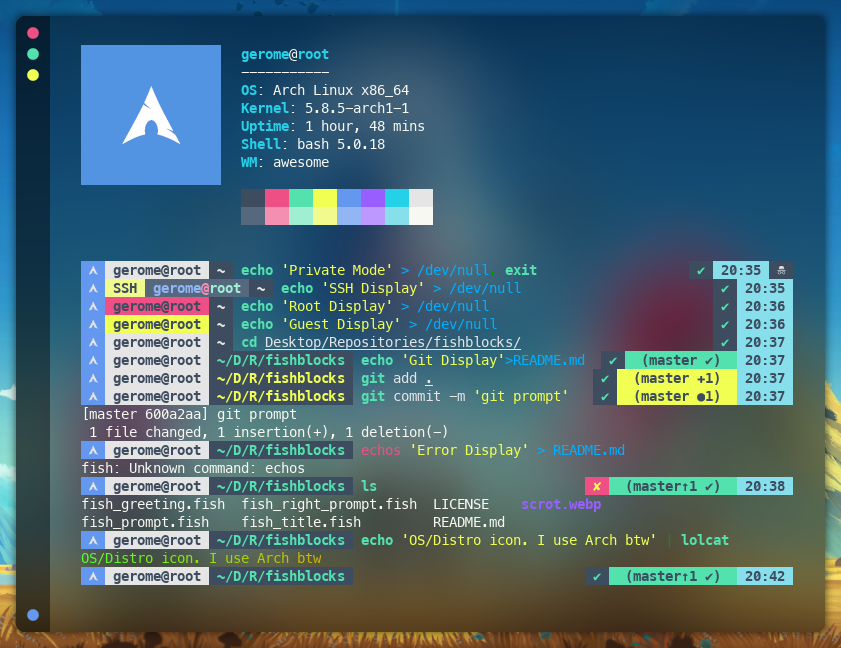 gerome@root
-----------
OS: Arch Linux x86_64
Kernel: 5.8.5-arch1-1
Uptime: 1 hour, 48 mins
Shell: bash 5.0.18
WM: awesome
gerome@root ~ echo 'Private Mode' > /dev/null; exit ✔ 20:35
SSH gerome@root ~ echo 'SSH Display' > /dev/null ✔ 20:35
gerome@root ~ echo 'Root Display' > /dev/null ✔ 20:36
gerome@root ~ echo 'Guest Display' > /dev/null ✔ 20:36
gerome@root ~ cd Desktop/Repositories/fishblocks/ ✔ 20:37
gerome@root ~/D/R/fishblocks echo 'Git Display'>README.md ✔ (master ✔) 20:37
gerome@root ~/D/R/fishblocks git add . ✔ (master +1) 20:37
gerome@root ~/D/R/fishblocks git commit -m 'git prompt' ✔ (master ●1) 20:37
[master 600a2aa] git prompt
1 file changed, 1 insertion(+), 1 deletion(-)
gerome@root ~/D/R/fishblocks echos 'Error Display' > README.md
fish: Unknown command: echos
gerome@root ~/D/R/fishblocks ls ✘ (master↑1 ✔) 20:38
fish_greeting.fish fish_right_prompt.fish LICENSE scrot.webp
fish_prompt.fish fish_title.fish README.md
gerome@root ~/D/R/fishblocks echo 'OS/Distro icon. I use Arch btw' | lolcat
OS/Distro icon. I use Arch btw
gerome@root ~/D/R/fishblocks ✔ (master↑1 ✔) 20:42